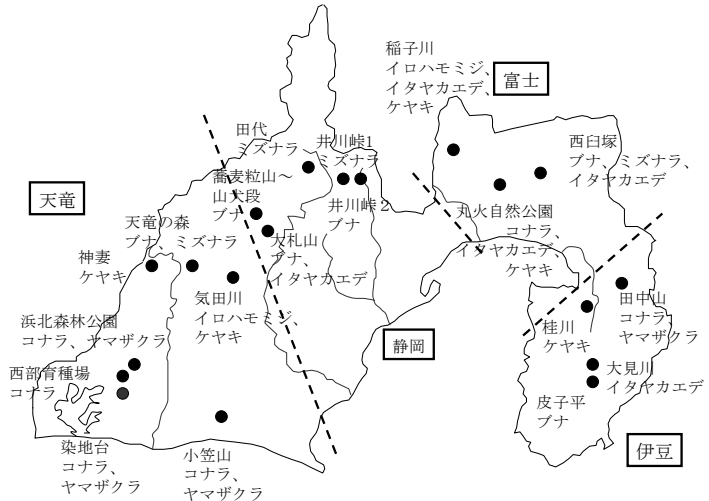 稲子川
イロハモミジ、
イタヤカエデ、
ケヤキ
富士
田代
ミズナラ
井川峠1
ミズナラ
西臼塚
ブナ、ミズナラ、
イタヤカエデ
天竜
蕎麦粒山~
山犬段
ブナ
井川峠2
ブナ
丸火自然公園
コナラ、
イタヤカエデ、
ケヤキ
天竜の森
ブナ、ミズナラ
大札山
ブナ、
イタヤカエデ
神妻
ケヤキ
気田川
イロハモミジ、
ケヤキ
田中山
コナラ、
ヤマザクラ
浜北森林公園
コナラ、ヤマザクラ
静岡
桂川
ケヤキ
西部育種場
コナラ
大見川
イタヤカエデ
皮子平
ブナ
染地台
コナラ、
ヤマザクラ
小笠山
コナラ、
ヤマザクラ
伊豆